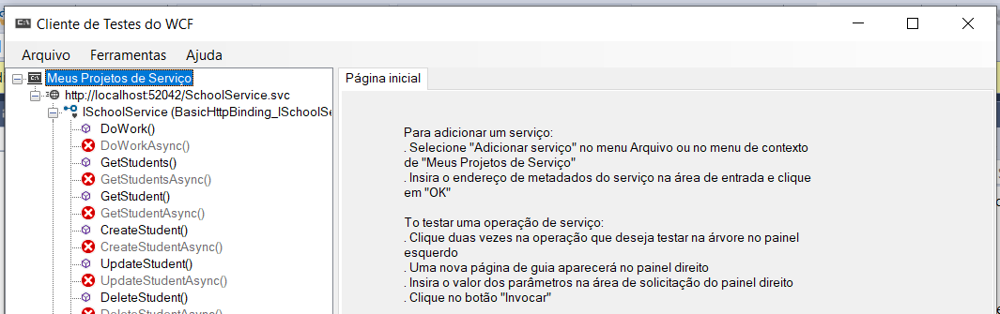 Cliente de Testes do WCF
Arquivo Ferramentas Ajuda
Meus Projetos de Serviço
http://localhost:52042/SchoolService.svc
ISchoolService (BasicHttpBinding_ISchoolSe
DoWork()
DoWorkAsync()
GetStudents()
GetStudentsAsync()
GetStudent()
GetStudentAsync()
CreateStudent()
CreateStudentAsync()
UpdateStudent()
UpdateStudentAsync()
DeleteStudent()
DeleteStudentAsync()
Página inicial
Para adicionar um serviço:
. Selecione "Adicionar serviço" no menu Arquivo ou no menu de contexto
de "Meus Projetos de Serviço"
. Insira o endereço de metadados do serviço na área de entrada e clique
em "OK"
To testar uma operação de serviço:
. Clique duas vezes na operação que deseja testar na árvore no painel
esquerdo
. Uma nova página de guia aparecerá no painel direito
. Insira o valor dos parâmetros na área de solicitação do painel direito
. Clique no botão "Invocar"